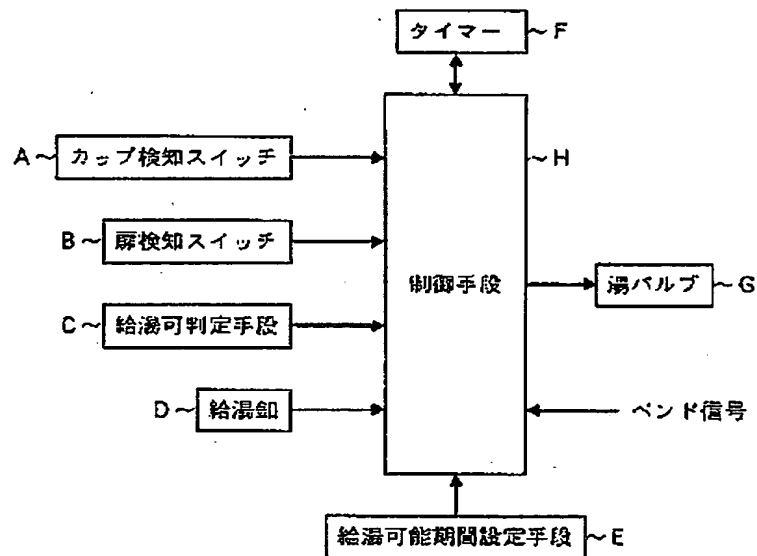 タイマー ~F
A~ カップ検知スイッチ
~H
B~ 扉検知スイッチ
制御手段
湯バルブ ~G
C~ 給湯可判定手段
D~ 給湯釦
ベンド信号
給湯可能期間設定手段 ~E